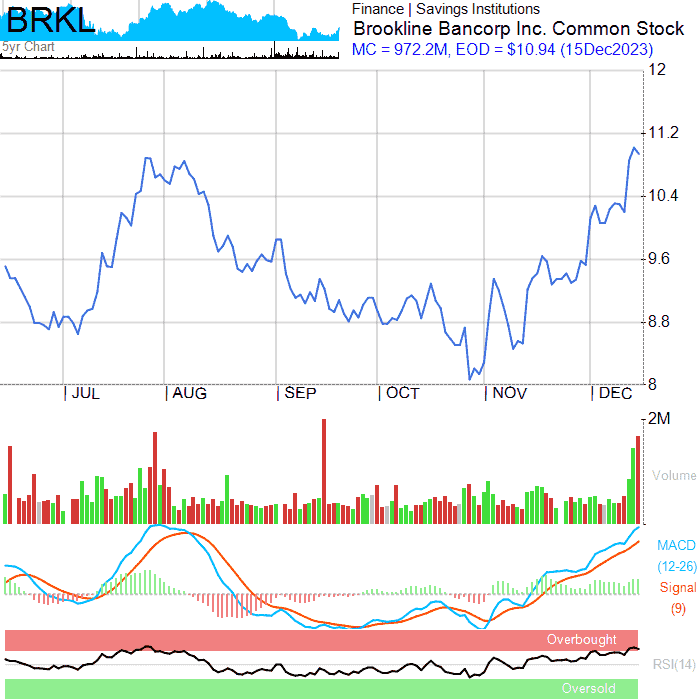 BRKL
5yr Chart
Finance | Savings Institutions
Brookline Bancorp Inc. Common Stock
MC = 972.2M, EOD = $10.94 (15Dec2023)
12
11.2
10.4
9.6
8.8
8
| JUL | AUG | SEP | OCT | NOV | DEC
2M
Volume
MACD
(12-26)
Signal
(9)
Overbought
RSI(14)
Oversold